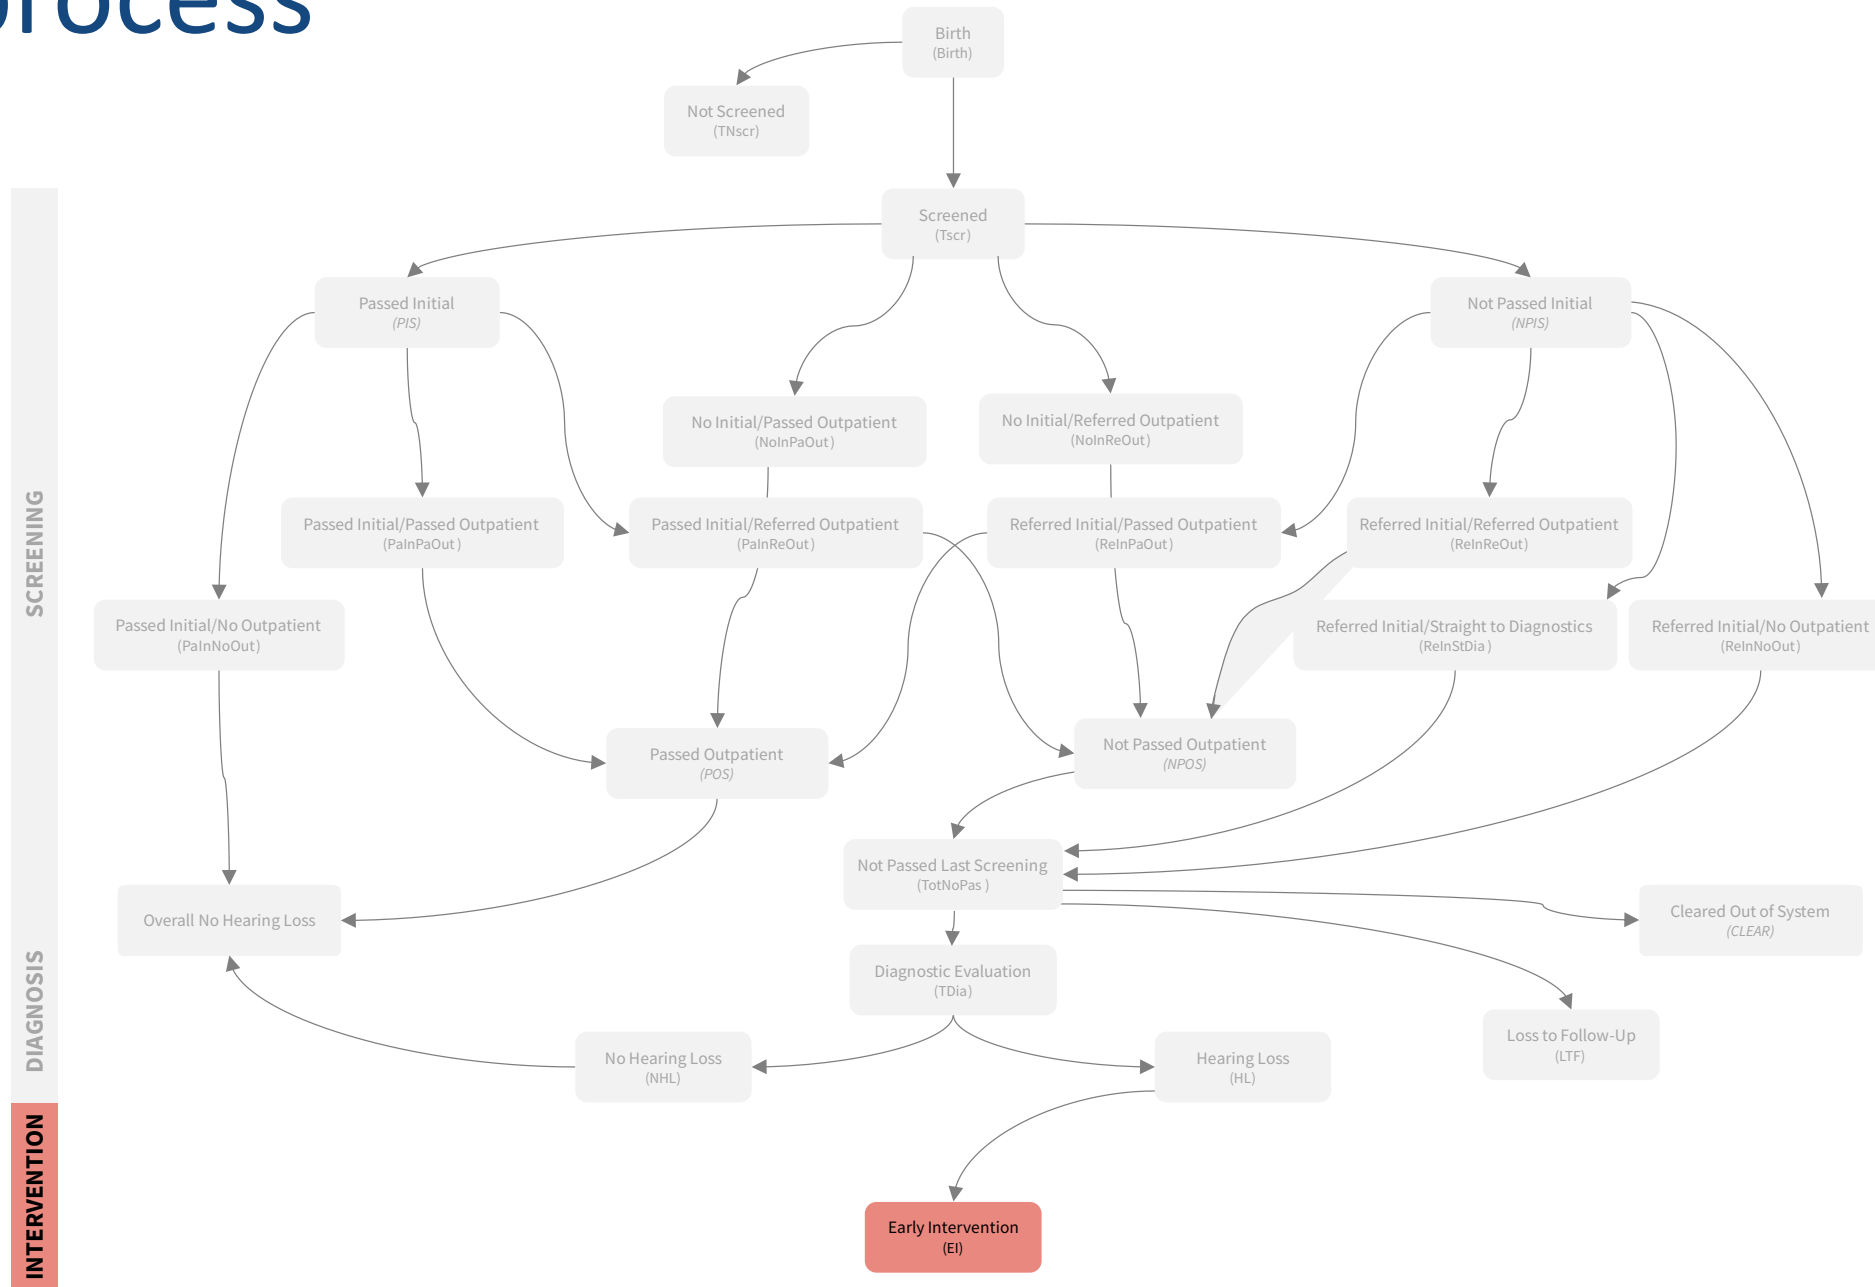 process
Birth
(Birth)
Not Screened
(TNscr)
Screened
(Tscr)
Passed Initial
(PIS)
Not Passed Initial
(NPIS)
No Initial/Passed Outpatient
(NoInPaOut)
No Initial/Referred Outpatient
(NoInReOut)
Passed Initial/Passed Outpatient
(PaInPaOut)
Passed Initial/Referred Outpatient
(PaInReOut)
Referred Initial/Passed Outpatient
(ReInPaOut)
Referred Initial/Referred Outpatient
(ReInReOut)
Passed Initial/No Outpatient
(PaInNoOut)
Referred Initial/Straight to Diagnostics
(ReInStDia)
Referred Initial/No Outpatient
(ReInNoOut)
SCREENING
Passed Outpatient
(POS)
Not Passed Outpatient
(NPOS)
Not Passed Last Screening
(TotNoPas)
Overall No Hearing Loss
Cleared Out of System
(CLEAR)
DIAGNOSIS
Diagnostic Evaluation
(TDia)
No Hearing Loss
(NHL)
Hearing Loss
(HL)
Loss to Follow-Up
(LTF)
INTERVENTION
Early Intervention
(EI)